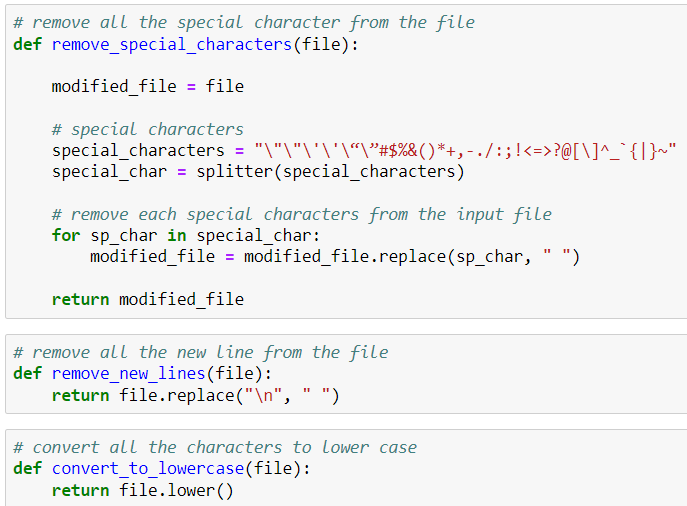 # remove all the special character from the file
def remove_special_characters(file):
modified_file = file
# special characters
special_characters = "\"\"\'\'\“\”#$%&()*+,-./:;!<=>?@[\]^_`{|}~"
special_char = splitter(special_characters)
# remove each special characters from the input file
for sp_char in special_char:
modified_file = modified_file.replace(sp_char, " ")
return modified_file
# remove all the new line from the file
def remove_new_lines(file):
return file.replace("\n", " ")
# convert all the characters to lower case
def convert_to_lowercase(file):
return file.lower()